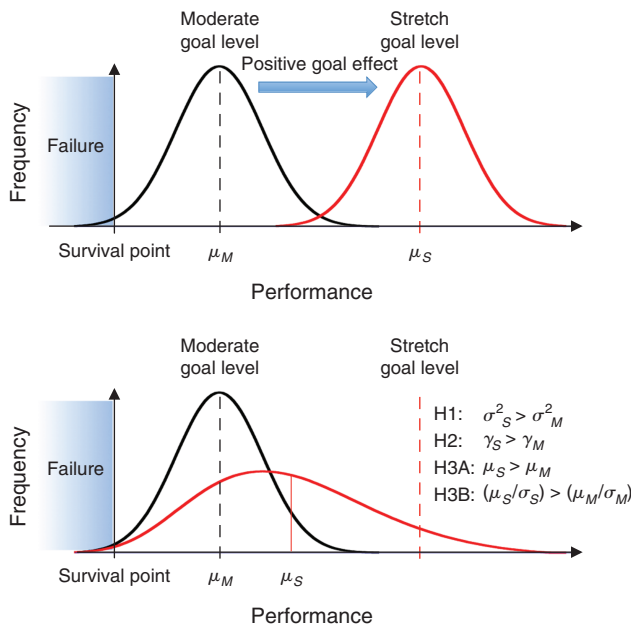 Moderate
goal level
Stretch
goal level
Positive goal effect
Failure
Frequency
Survival point
μ_M
μ_S
Performance
Moderate
goal level
Stretch
goal level
H1: σ²_S > σ²_M
H2: γ_S > γ_M
H3A: μ_S > μ_M
H3B: (μ_S/σ_S) > (μ_M/σ_M)
Failure
Frequency
Survival point
μ_M
μ_S
Performance